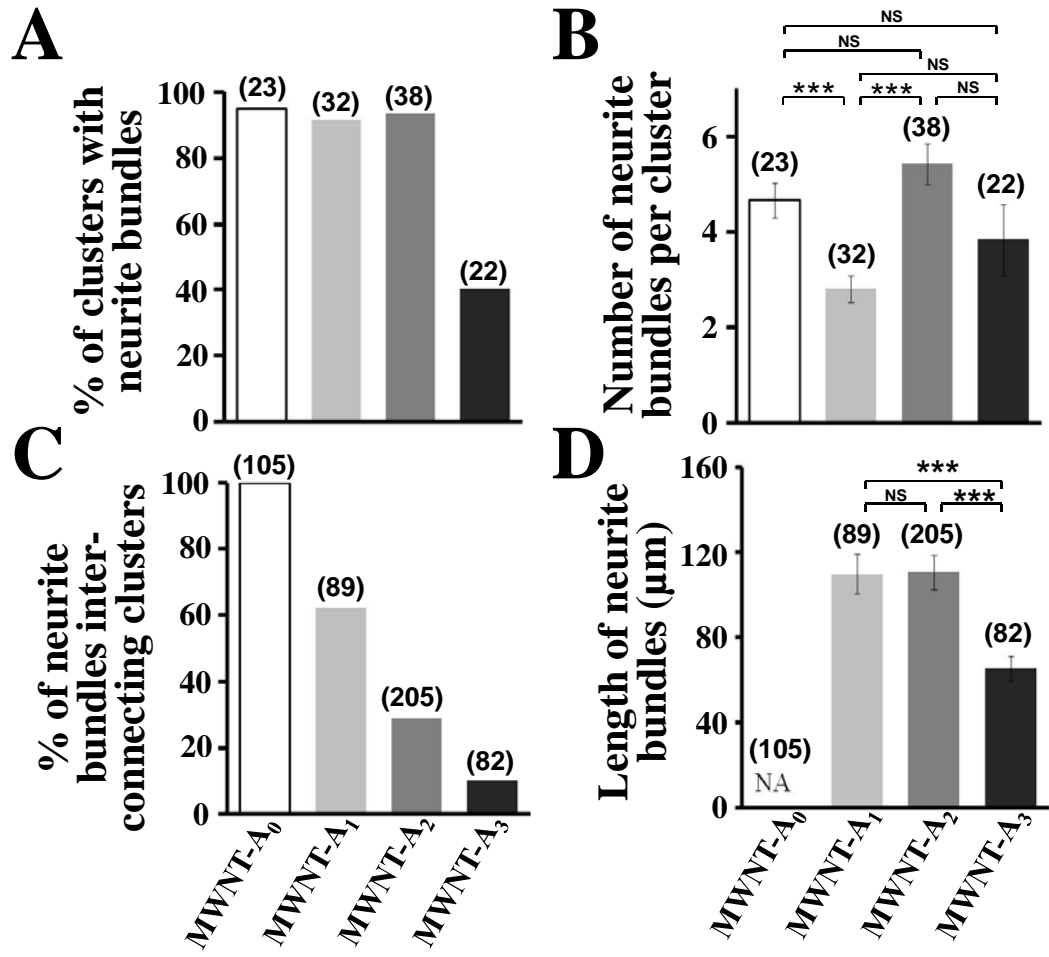 A
% of clusters with
neurite bundles
100
80
60
40
20
0
(23)
(32)
(38)
(22)
B
Number of neurite
bundles per cluster
6
4
2
0
NS
NS
NS
*** *** NS
(23)
(32)
(38)
(22)
C
% of neurite
bundles inter-
connecting clusters
100
80
60
40
20
0
(105)
(89)
(205)
(82)
MWNT-A0
MWNT-A1
MWNT-A2
MWNT-A3
D
Length of neurite
bundles (µm)
160
120
80
40
0
***
NS ***
(105)
NA
(89)
(205)
(82)
MWNT-A0
MWNT-A1
MWNT-A2
MWNT-A3